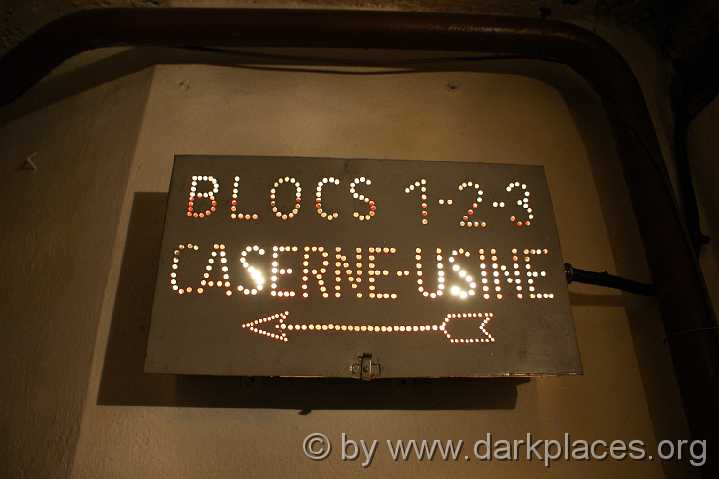 BLOCS 1-2-3
CASERNE-USINE
© by www.darkplaces.org